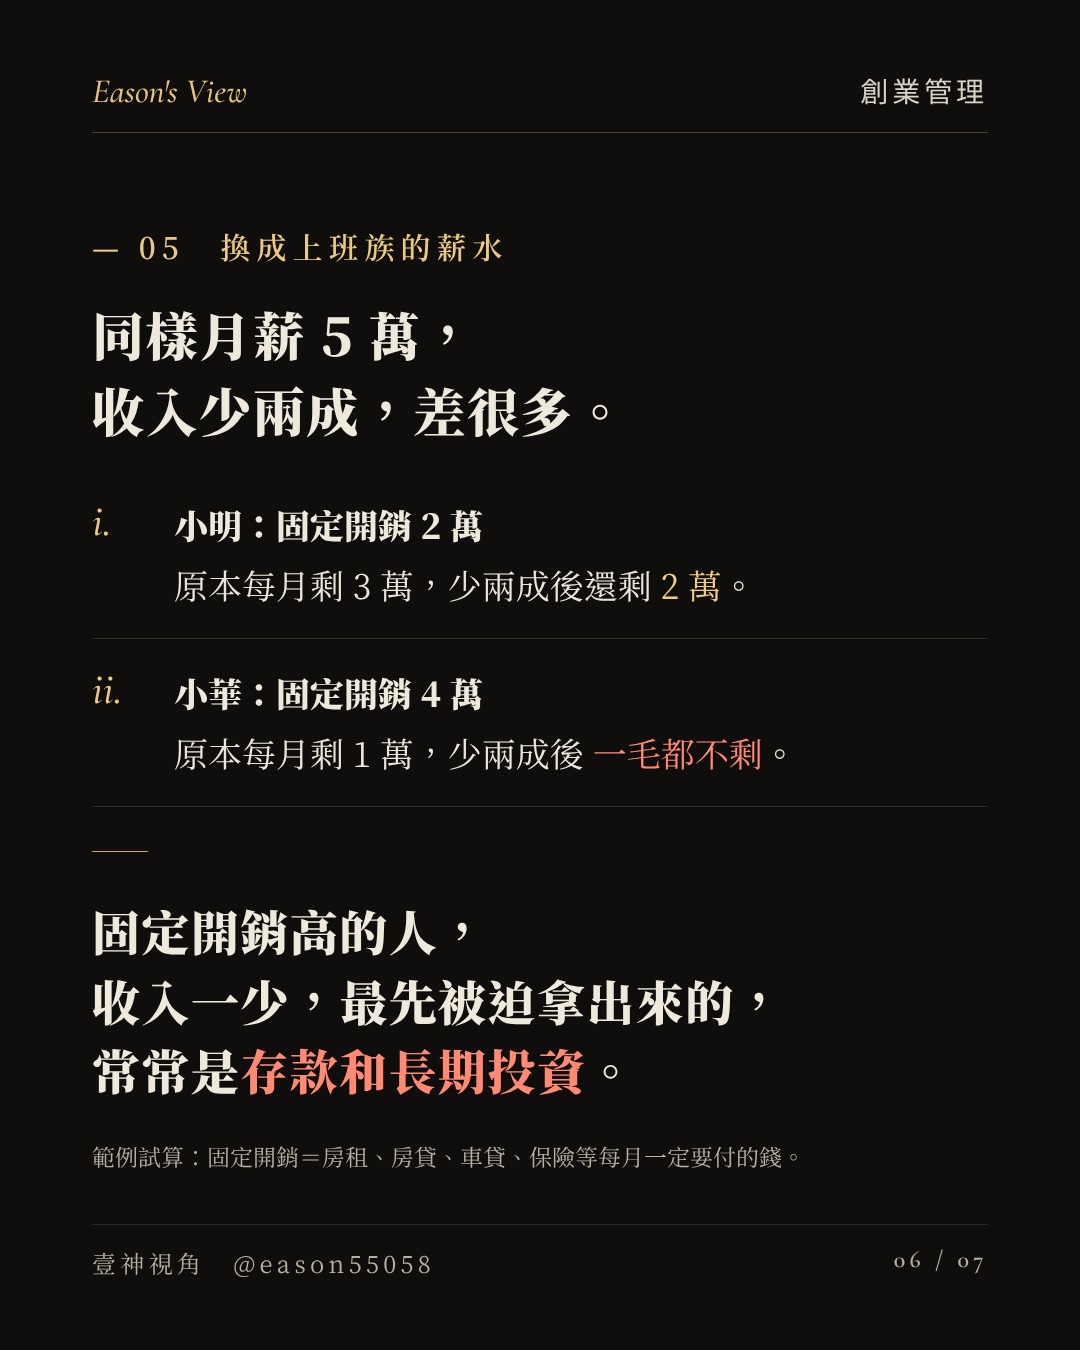 Eason's View
創業管理
— 05 換成上班族的薪水
同樣月薪 5 萬，
收入少兩成，差很多。
i. 小明：固定開銷 2 萬
原本每月剩 3 萬，少兩成後還剩 2 萬。
ii. 小華：固定開銷 4 萬
原本每月剩 1 萬，少兩成後 一毛都不剩。
固定開銷高的人，
收入一少，最先被迫拿出來的，
常常是存款和長期投資。
範例試算：固定開銷＝房租、房貸、車貸、保險等每月一定要付的錢。
壹神視角 @eason55058
06 / 07